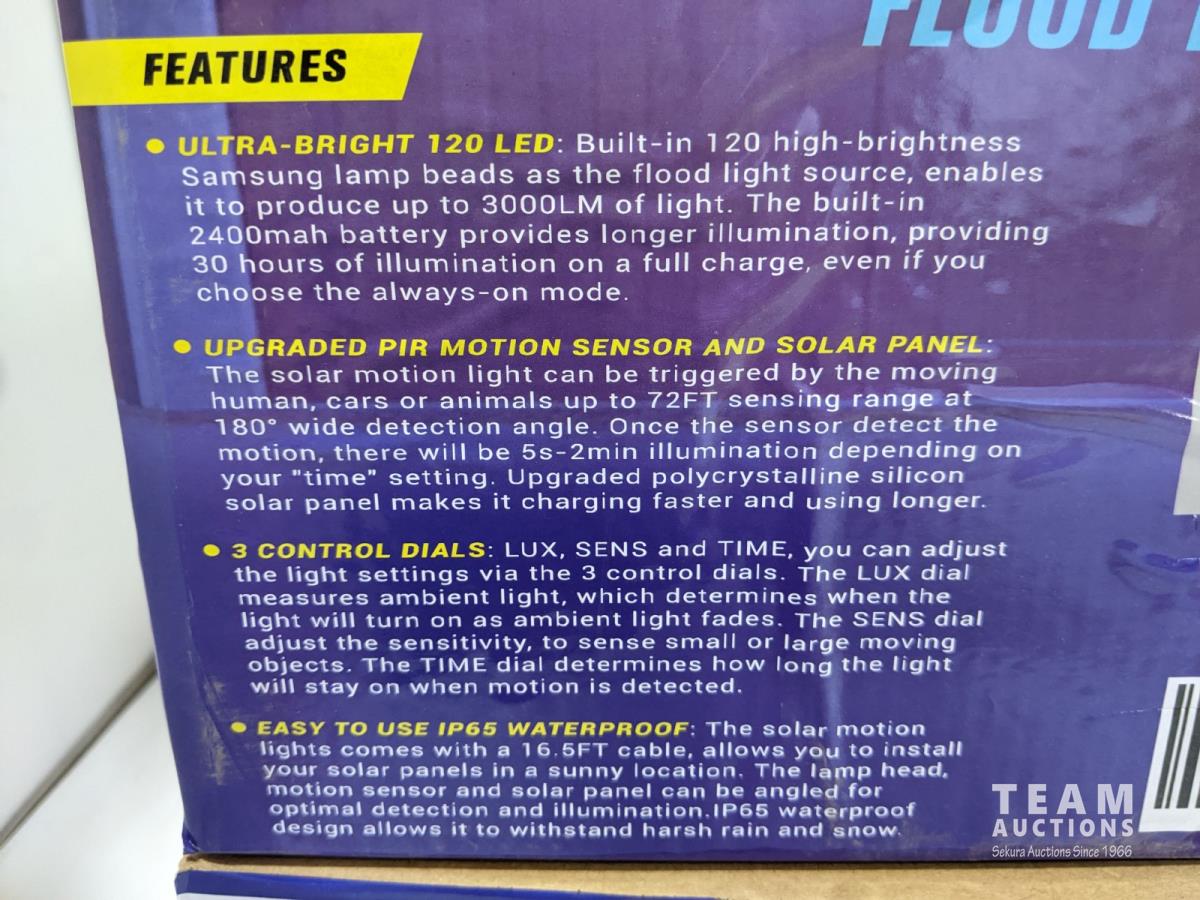 FLOOD
FEATURES
• ULTRA-BRIGHT 120 LED: Built-in 120 high-brightness
Samsung lamp beads as the flood light source, enables
it to produce up to 3000LM of light. The built-in
2400mah battery provides longer illumination, providing
30 hours of illumination on a full charge, even if you
choose the always-on mode.
• UPGRADED PIR MOTION SENSOR AND SOLAR PANEL:
The solar motion light can be triggered by the moving
human, cars or animals up to 72FT sensing range at
180° wide detection angle. Once the sensor detect the
motion, there will be 5s-2min illumination depending on
your "time" setting. Upgraded polycrystalline silicon
solar panel makes it charging faster and using longer.
• 3 CONTROL DIALS: LUX, SENS and TIME, you can adjust
the light settings via the 3 control dials. The LUX dial
measures ambient light, which determines when the
light will turn on as ambient light fades. The SENS dial
adjust the sensitivity, to sense small or large moving
objects. The TIME dial determines how long the light
will stay on when motion is detected.
• EASY TO USE IP65 WATERPROOF: The solar motion
lights comes with a 16.5FT cable, allows you to install
your solar panels in a sunny location. The lamp head,
motion sensor and solar panel can be angled for
optimal detection and illumination.IP65 waterproof
design allows it to withstand harsh rain and snow.
TEAM
AUCTIONS
Sekura Auctions Since 1966